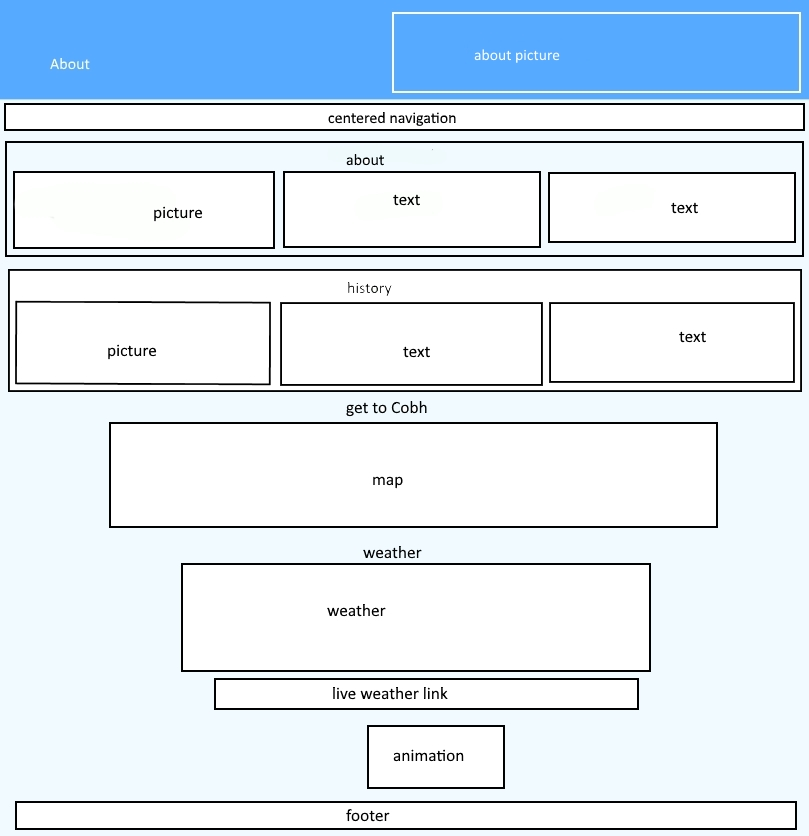 About
about picture
centered navigation
about
picture
text
text
history
picture
text
text
get to Cobh
map
weather
weather
live weather link
animation
footer